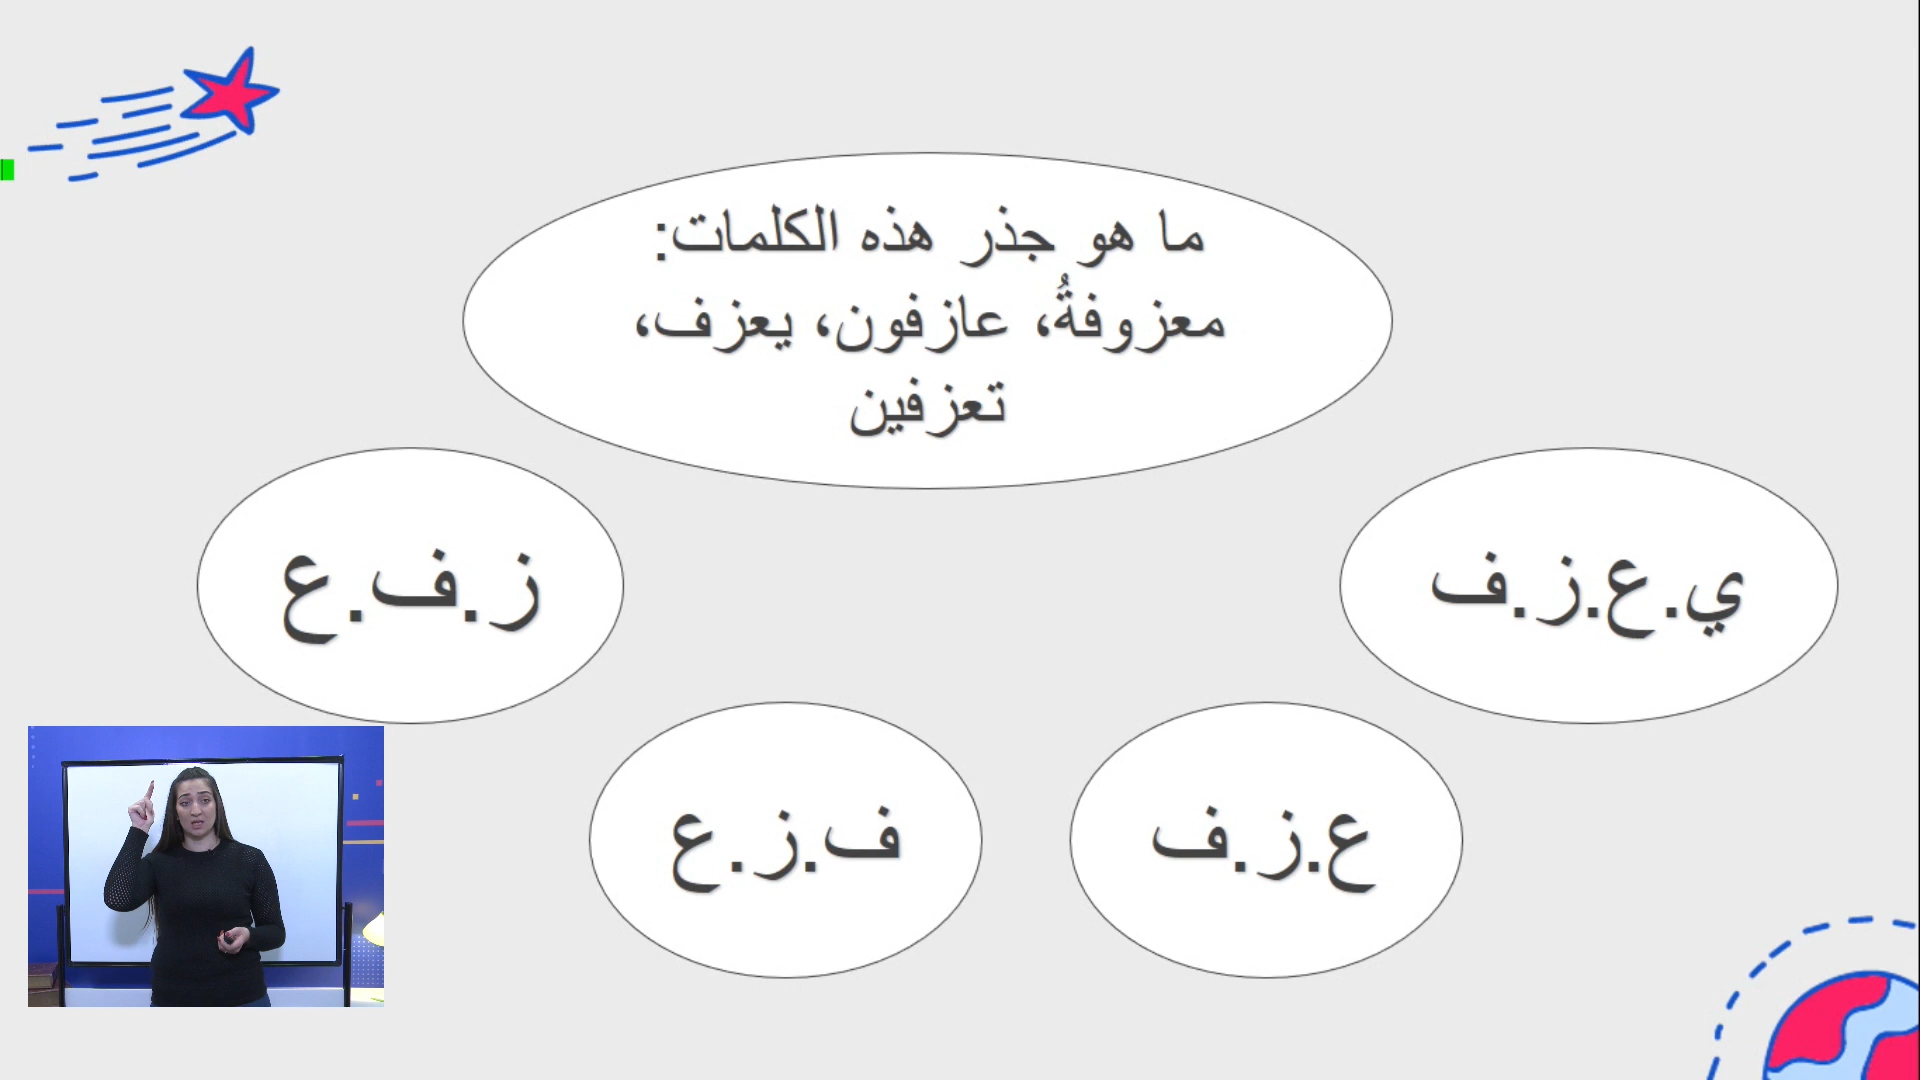 ما هو جذر هذه الكلمات:
معزوفةُ، عازفون، يعزف،
تعزفين
ي.ع.ز.ف
ز.ف.ع
ع.ز.ف
ف.ز.ع